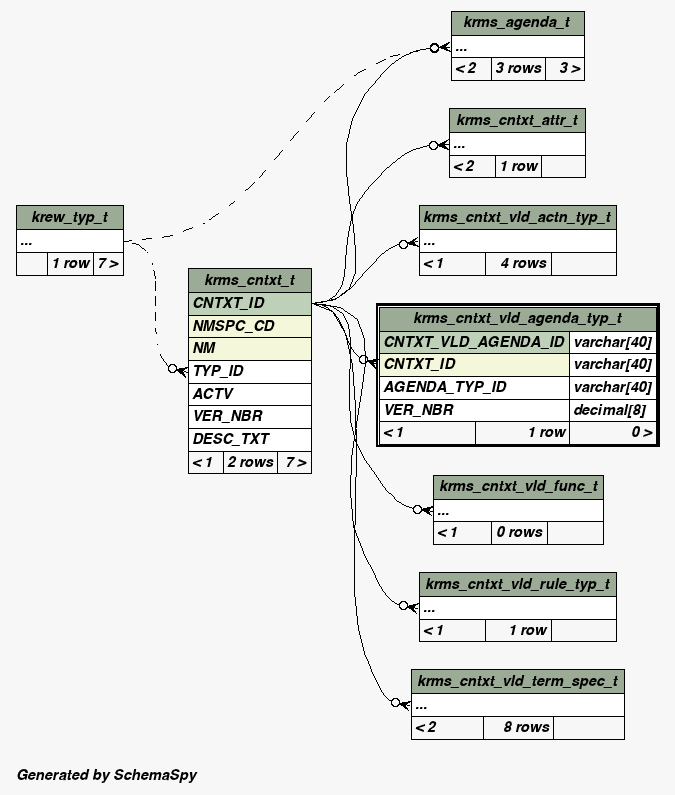 krms_agenda_t
...
< 2 3 rows 3 >
krms_cntxt_attr_t
...
< 2 1 row
krew_typ_t
...
1 row 7 >
krms_cntxt_vld_actn_typ_t
...
< 1 4 rows
krms_cntxt_t
CNTXT_ID
NMSPC_CD
NM
TYP_ID
ACTV
VER_NBR
DESC_TXT
< 1 2 rows 7 >
krms_cntxt_vld_agenda_typ_t
CNTXT_VLD_AGENDA_ID varchar[40]
CNTXT_ID varchar[40]
AGENDA_TYP_ID varchar[40]
VER_NBR decimal[8]
< 1 1 row 0 >
krms_cntxt_vld_func_t
...
< 1 0 rows
krms_cntxt_vld_rule_typ_t
...
< 1 1 row
krms_cntxt_vld_term_spec_t
...
< 2 8 rows
Generated by SchemaSpy